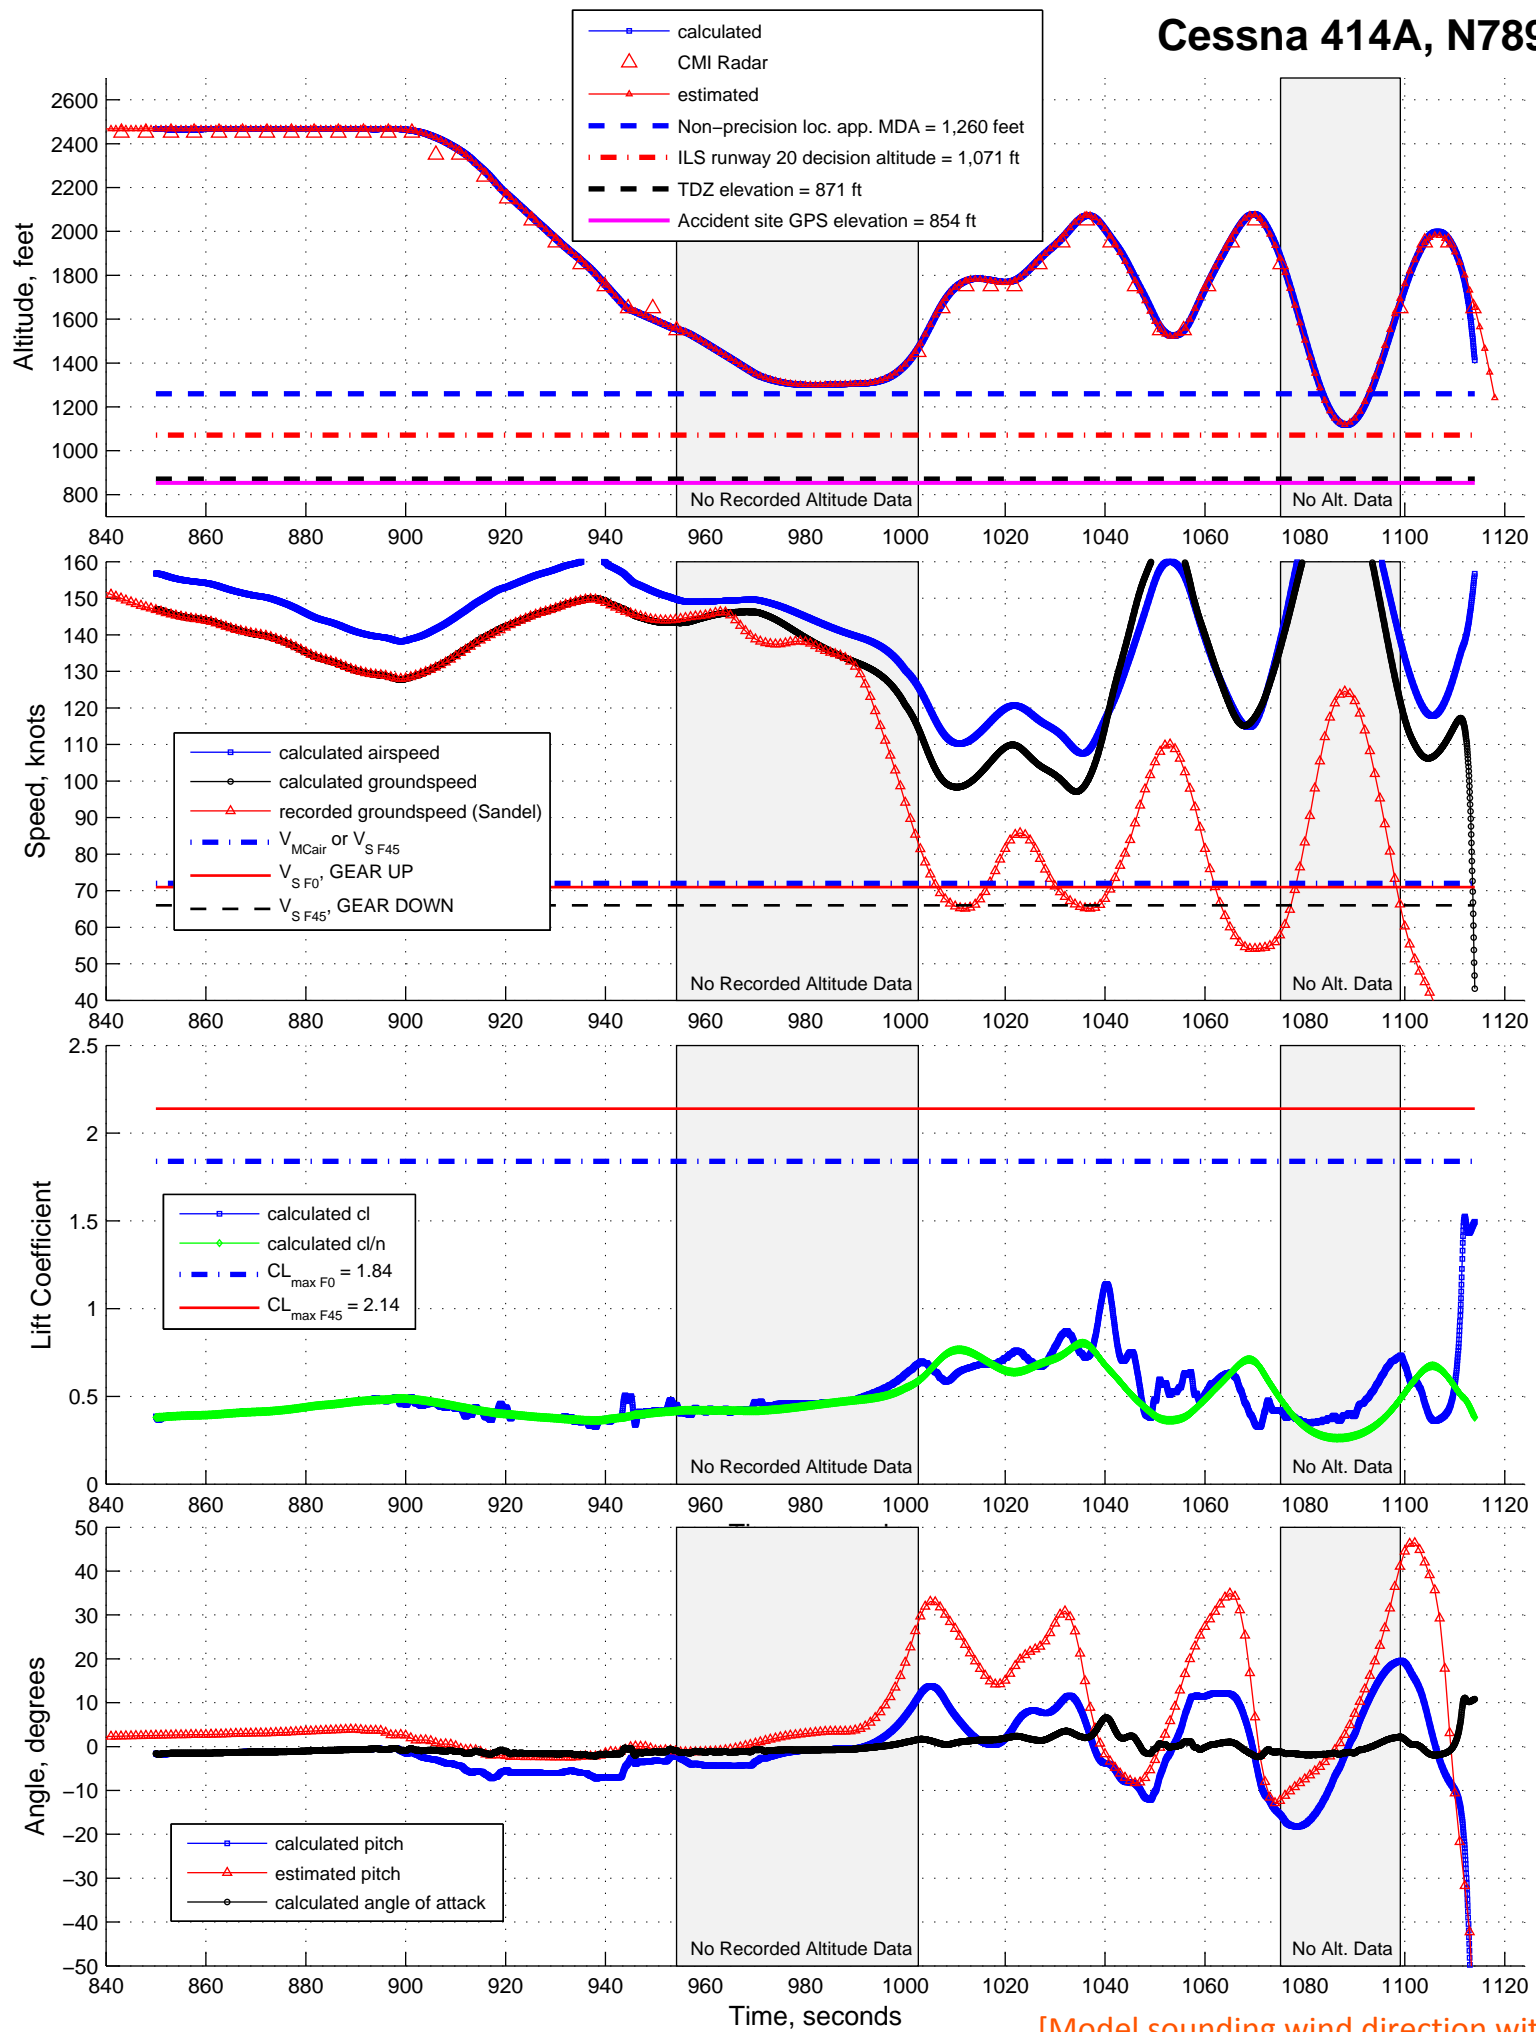 Cessna 414A, N789
calculated
CMI Radar
estimated
Non−precision loc. app. MDA = 1,260 feet
ILS runway 20 decision altitude = 1,071 ft
TDZ elevation = 871 ft
Accident site GPS elevation = 854 ft
Altitude, feet
2600
2400
2200
2000
1800
1600
1400
1200
1000
800
No Recorded Altitude Data
No Alt. Data
840 860 880 900 920 940 960 980 1000 1020 1040 1060 1080 1100 1120
Speed, knots
160
150
140
130
120
110
100
90
80
70
60
50
40
calculated airspeed
calculated groundspeed
recorded groundspeed (Sandel)
V MCair or V S F45
V S F0, GEAR UP
V S F45, GEAR DOWN
No Recorded Altitude Data
No Alt. Data
840 860 880 900 920 940 960 980 1000 1020 1040 1060 1080 1100 1120
Lift Coefficient
2.5
2
1.5
1
0.5
0
calculated cl
calculated cl/n
CL max F0 = 1.84
CL max F45 = 2.14
No Recorded Altitude Data
No Alt. Data
840 860 880 900 920 940 960 980 1000 1020 1040 1060 1080 1100 1120
Angle, degrees
50
40
30
20
10
0
−10
−20
−30
−40
−50
calculated pitch
estimated pitch
calculated angle of attack
No Recorded Altitude Data
No Alt. Data
840 860 880 900 920 940 960 980 1000 1020 1040 1060 1080 1100 1120
Time, seconds
[Model sounding wind direction wit